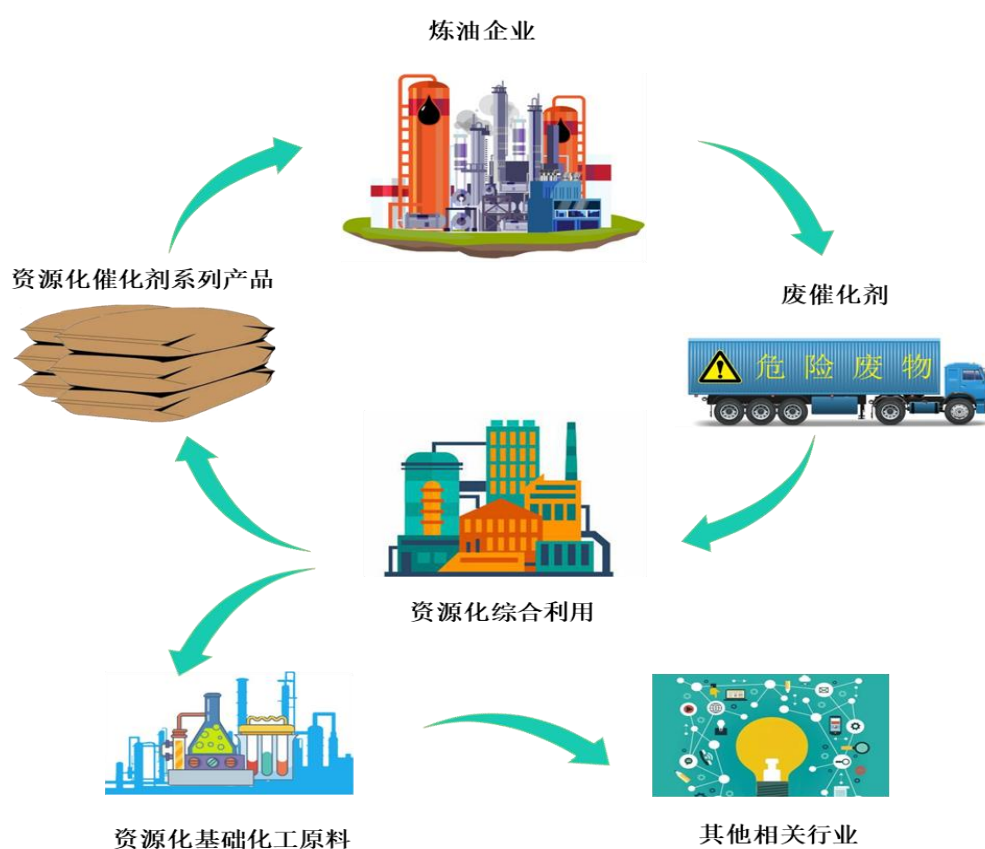 炼油企业
资源化催化剂系列产品
废催化剂
危险废物
资源化综合利用
资源化基础化工原料
其他相关行业